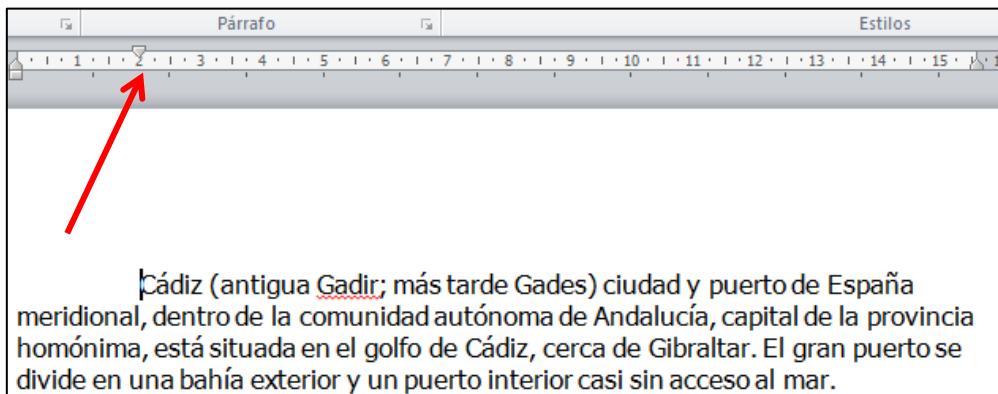 Párrafo Estilos
1 2 3 4 5 6 7 8 9 10 11 12 13 14 15 1
Cádiz (antigua Gadir; más tarde Gades) ciudad y puerto de España
meridional, dentro de la comunidad autónoma de Andalucía, capital de la provincia
homónima, está situada en el golfo de Cádiz, cerca de Gibraltar. El gran puerto se
divide en una bahía exterior y un puerto interior casi sin acceso al mar.